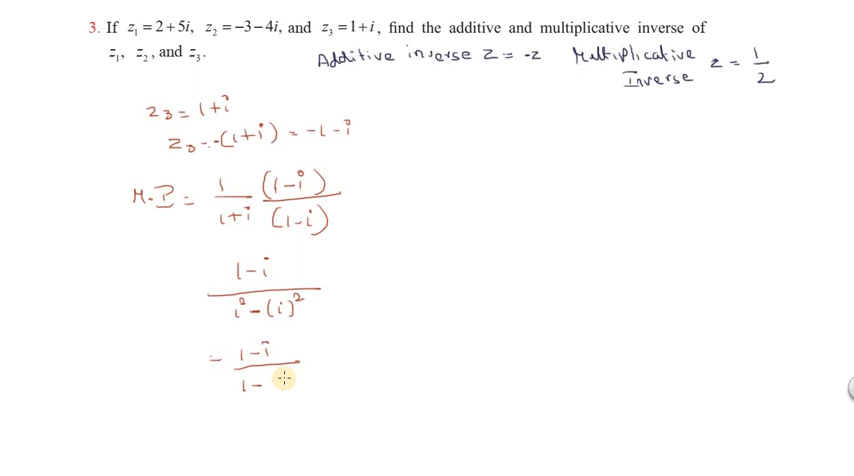 3. If z₁ = 2+5i, z₂ = −3−4i, and z₃ = 1+i, find the additive and multiplicative inverse of
z₁, z₂, and z₃.
Additive inverse z = -z Multiplicative Inverse z = 1/z
z₃ = 1+i
z₃ = -(1+i) = -1-i
M.I = 1/(1+i) (1-i)/(1-i)
(1-i)/(1² - (i)²)
= (1-i)/(1-